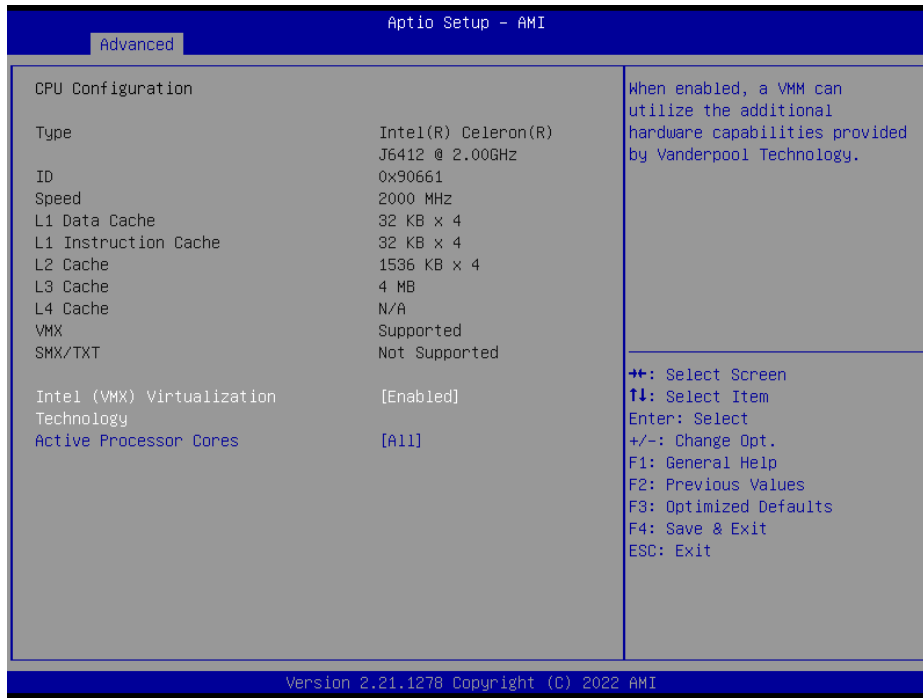 Aptio Setup - AMI
Advanced
CPU Configuration
Type Intel(R) Celeron(R)
J6412 @ 2.00GHz
ID 0x90661
Speed 2000 MHz
L1 Data Cache 32 KB x 4
L1 Instruction Cache 32 KB x 4
L2 Cache 1536 KB x 4
L3 Cache 4 MB
L4 Cache N/A
VMX Supported
SMX/TXT Not Supported
Intel (VMX) Virtualization [Enabled]
Technology
Active Processor Cores [All]
When enabled, a VMM can
utilize the additional
hardware capabilities provided
by Vanderpool Technology.
→←: Select Screen
↑↓: Select Item
Enter: Select
+/-: Change Opt.
F1: General Help
F2: Previous Values
F3: Optimized Defaults
F4: Save & Exit
ESC: Exit
Version 2.21.1278 Copyright (C) 2022 AMI